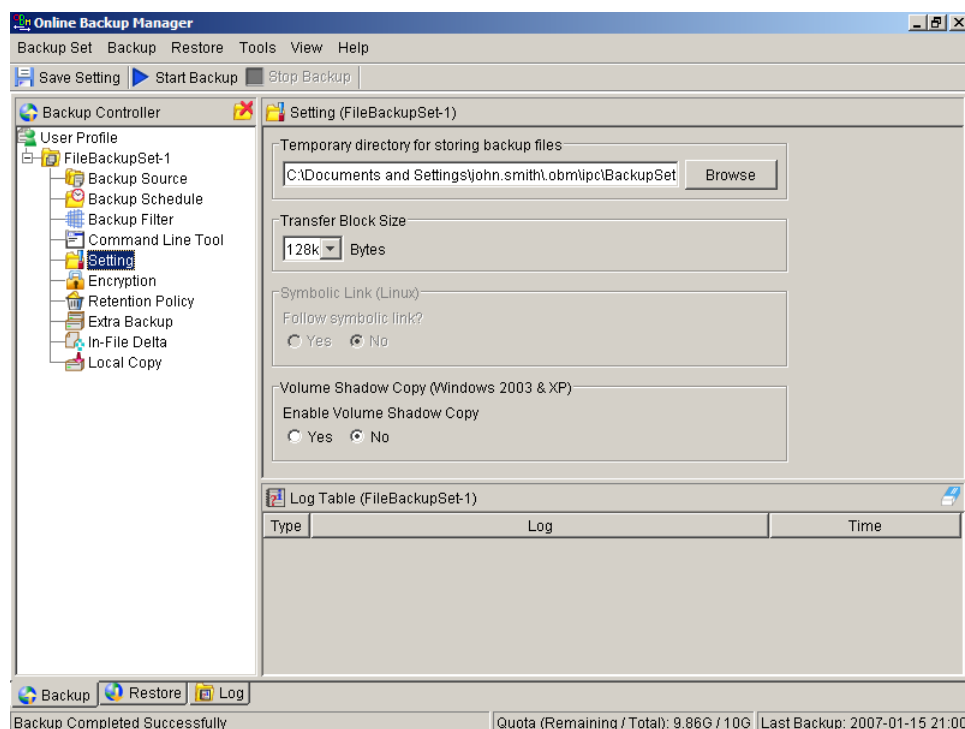 Online Backup Manager
Backup Set Backup Restore Tools View Help
Save Setting Start Backup Stop Backup
Backup Controller
User Profile
FileBackupSet-1
Backup Source
Backup Schedule
Backup Filter
Command Line Tool
Setting
Encryption
Retention Policy
Extra Backup
In-File Delta
Local Copy
Setting (FileBackupSet-1)
Temporary directory for storing backup files
C:\Documents and Settings\john.smith\.obm\ipc\BackupSet Browse
Transfer Block Size
128k Bytes
Symbolic Link (Linux)
Follow symbolic link?
Yes No
Volume Shadow Copy (Windows 2003 & XP)
Enable Volume Shadow Copy
Yes No
Log Table (FileBackupSet-1)
Type Log Time
Backup Restore Log
Backup Completed Successfully Quota (Remaining / Total): 9.86G / 10G Last Backup: 2007-01-15 21:00